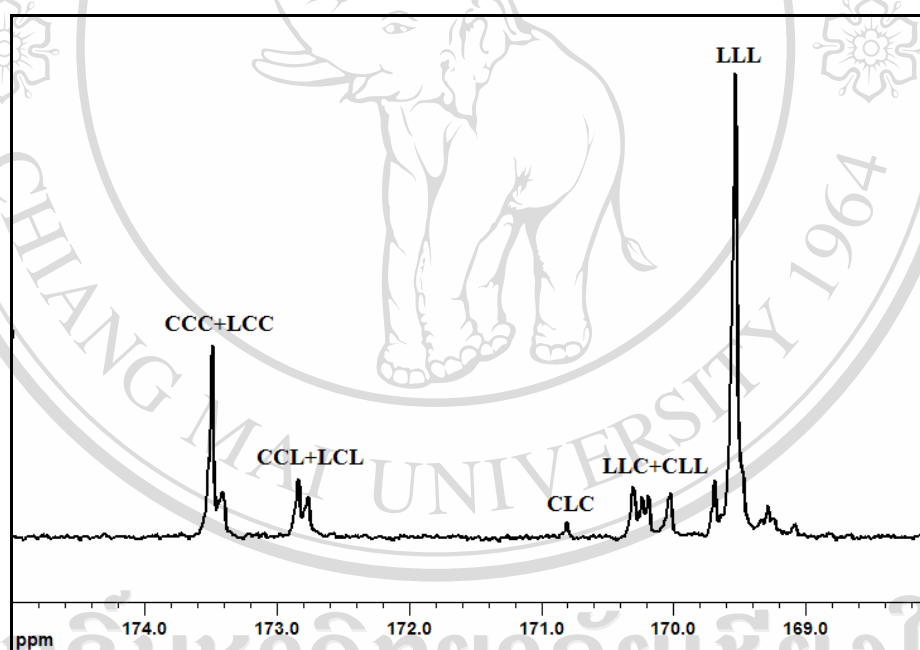 LLL
CCC+LCC
CCL+LCL
CLC
LLC+CLL
174.0 173.0 172.0 171.0 170.0 169.0
ppm
CHIANG MAI UNIVERSITY 1964